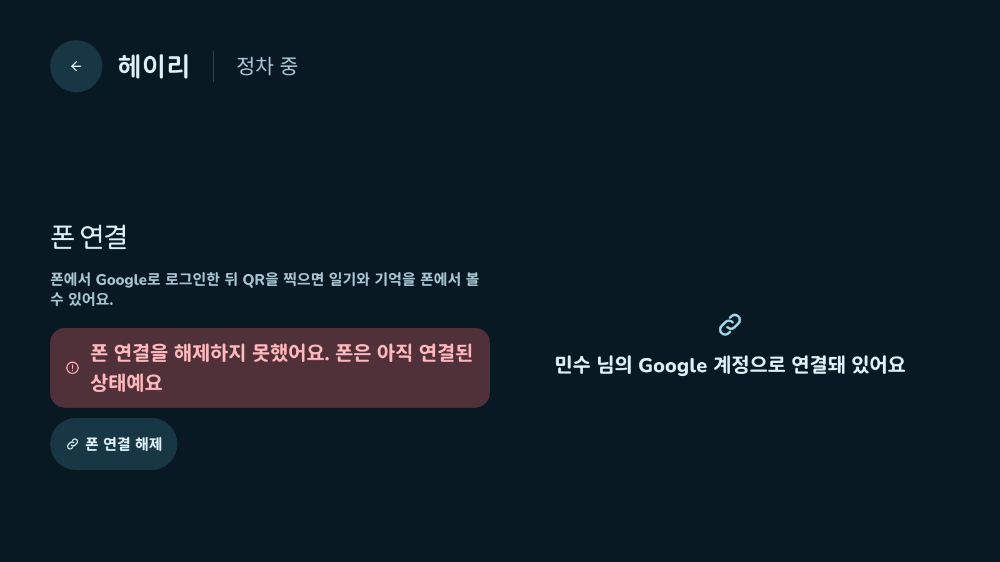 헤이리
정차 중
폰 연결
폰에서 Google로 로그인한 뒤 QR을 찍으면 일기와 기억을 폰에서 볼
수 있어요.
폰 연결을 해제하지 못했어요. 폰은 아직 연결된
상태예요
폰 연결 해제
민수 님의 Google 계정으로 연결돼 있어요